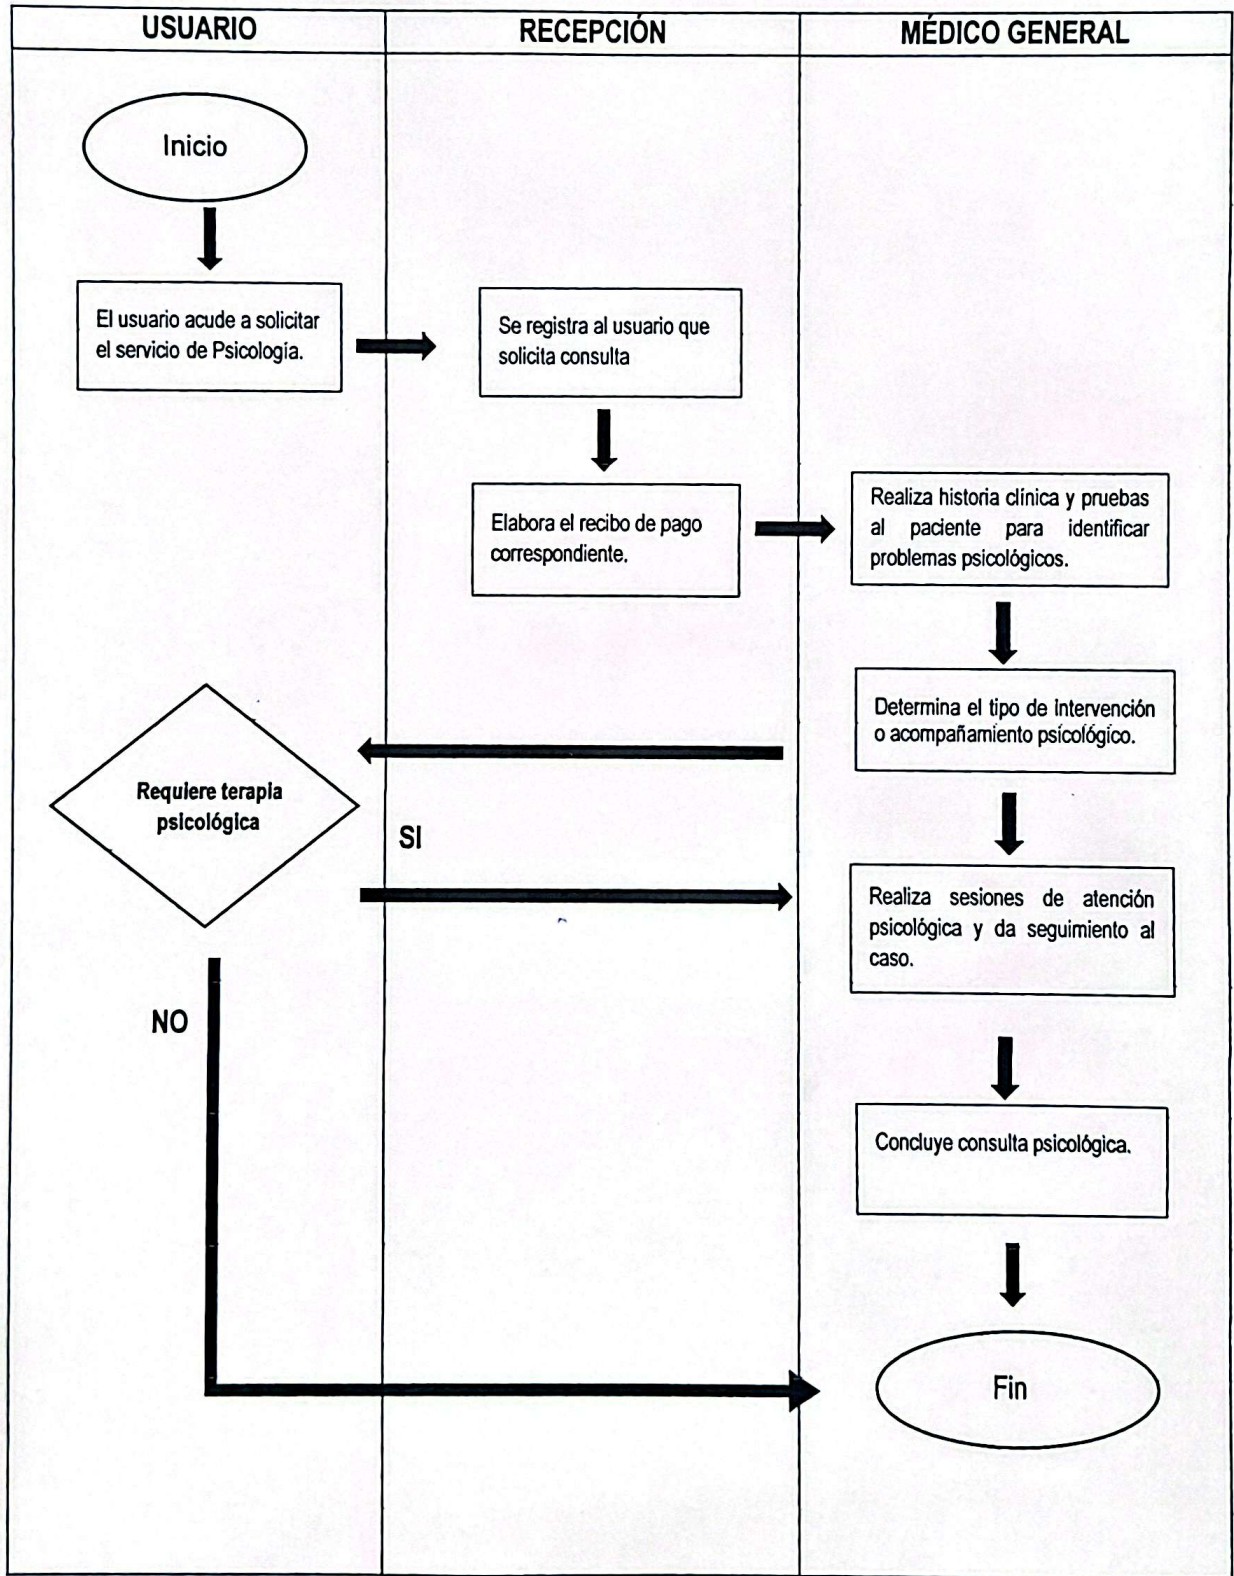 USUARIO
RECEPCIÓN
MÉDICO GENERAL
Inicio
El usuario acude a solicitar
el servicio de Psicología.
Se registra al usuario que
solicita consulta
Elabora el recibo de pago
correspondiente.
Realiza historia clínica y pruebas
al paciente para identificar
problemas psicológicos.
Determina el tipo de intervención
o acompañamiento psicológico.
Requiere terapia
psicológica
SI
Realiza sesiones de atención
psicológica y da seguimiento al
caso.
NO
Concluye consulta psicológica.
Fin